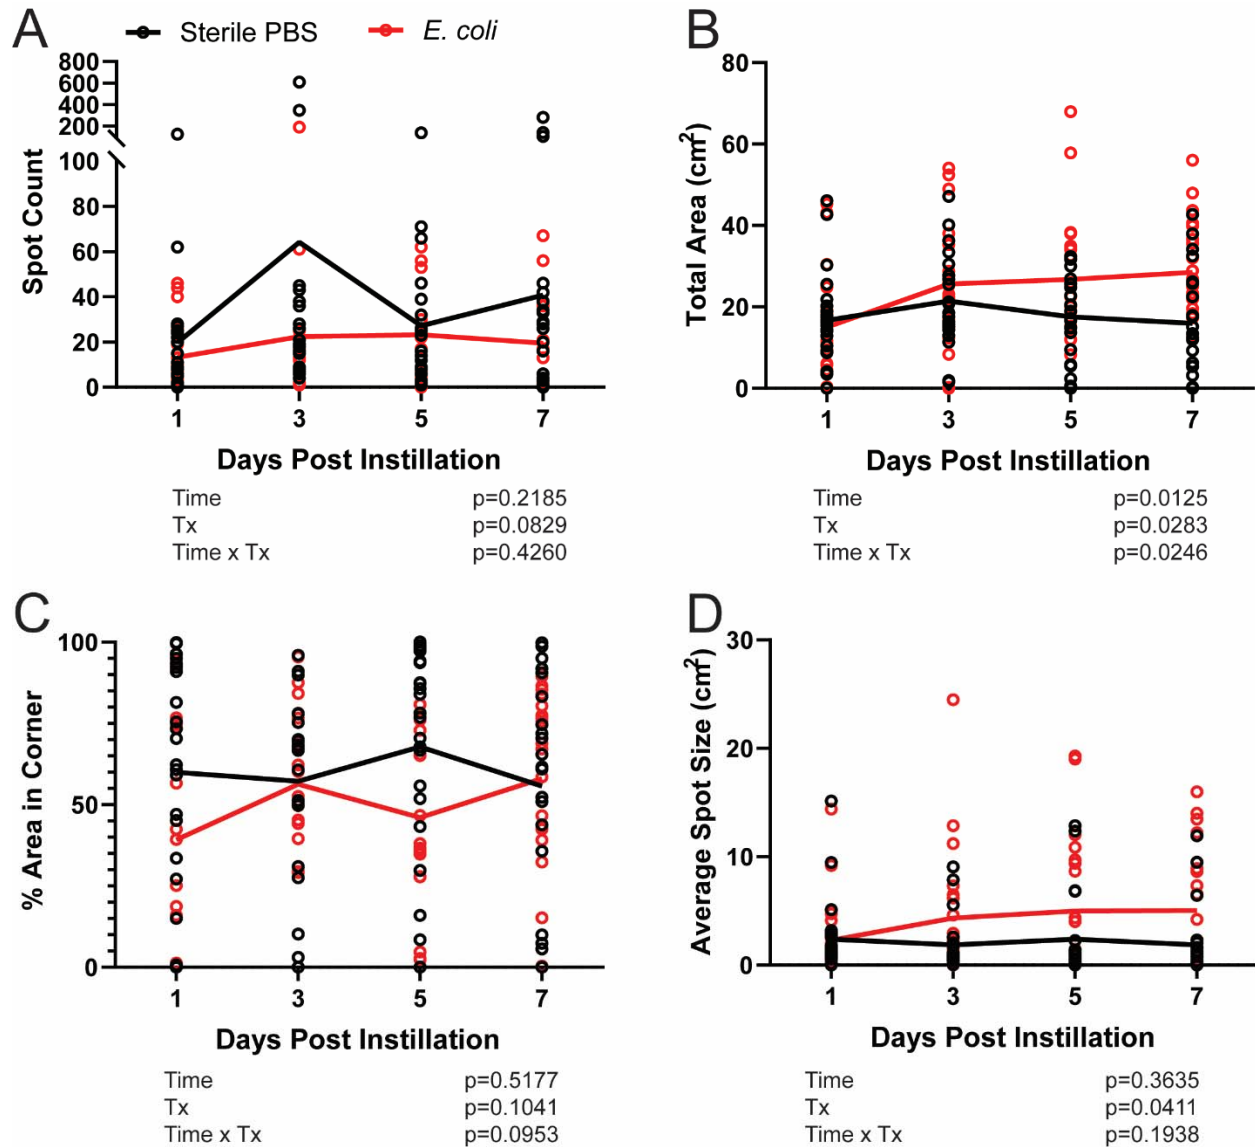 A
Sterile PBS
E. coli
800
600
400
200
100
80
60
40
20
0
Spot Count
1 3 5 7
Days Post Instillation
Time p=0.2185
Tx p=0.0829
Time x Tx p=0.4260
B
80
60
40
20
0
Total Area (cm²)
1 3 5 7
Days Post Instillation
Time p=0.0125
Tx p=0.0283
Time x Tx p=0.0246
C
100
50
0
% Area in Corner
1 3 5 7
Days Post Instillation
Time p=0.5177
Tx p=0.1041
Time x Tx p=0.0953
D
30
20
10
0
Average Spot Size (cm²)
1 3 5 7
Days Post Instillation
Time p=0.3635
Tx p=0.0411
Time x Tx p=0.1938